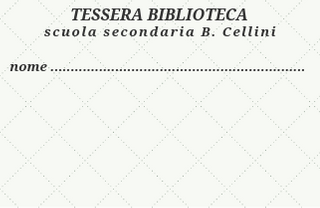 TESSERA BIBLIOTECA
scuola secondaria B. Cellini
nome ..........................................................